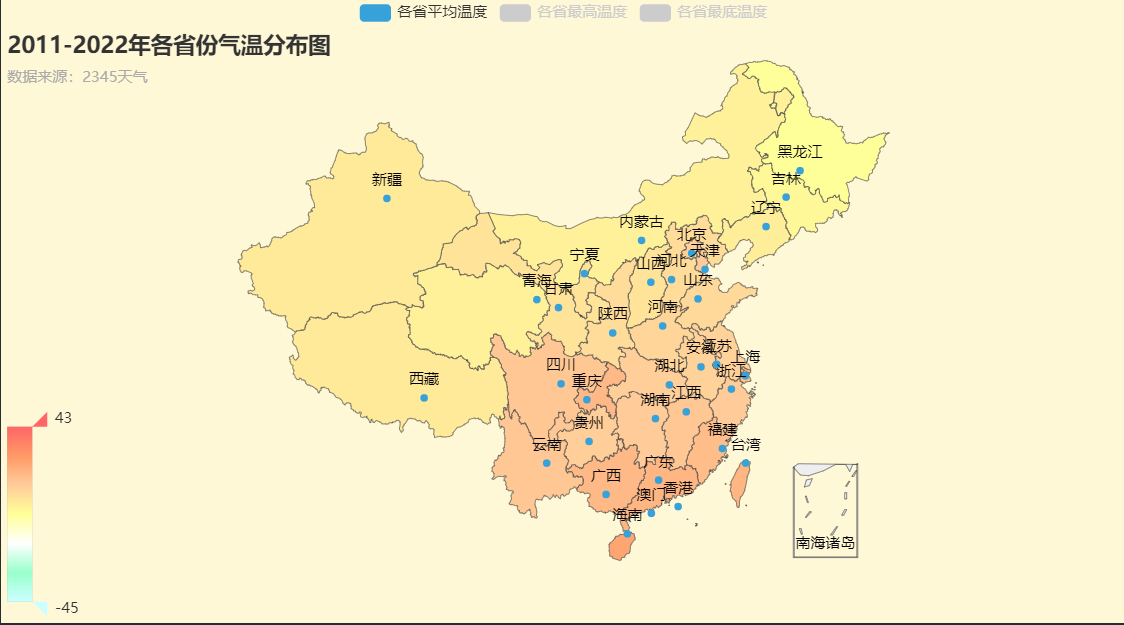 各省平均温度 各省最高温度 各省最底温度
2011-2022年各省份气温分布图
数据来源：2345天气
黑龙江
新疆
吉林
辽宁
内蒙古
北京
天津
宁夏
河北
山西
青海
甘肃
山东
陕西
河南
江苏
安徽
上海
四川
湖北
浙江
西藏
重庆
湖南
江西
43
贵州
福建
云南
台湾
广东
广西
香港
澳门
海南
南海诸岛
-45